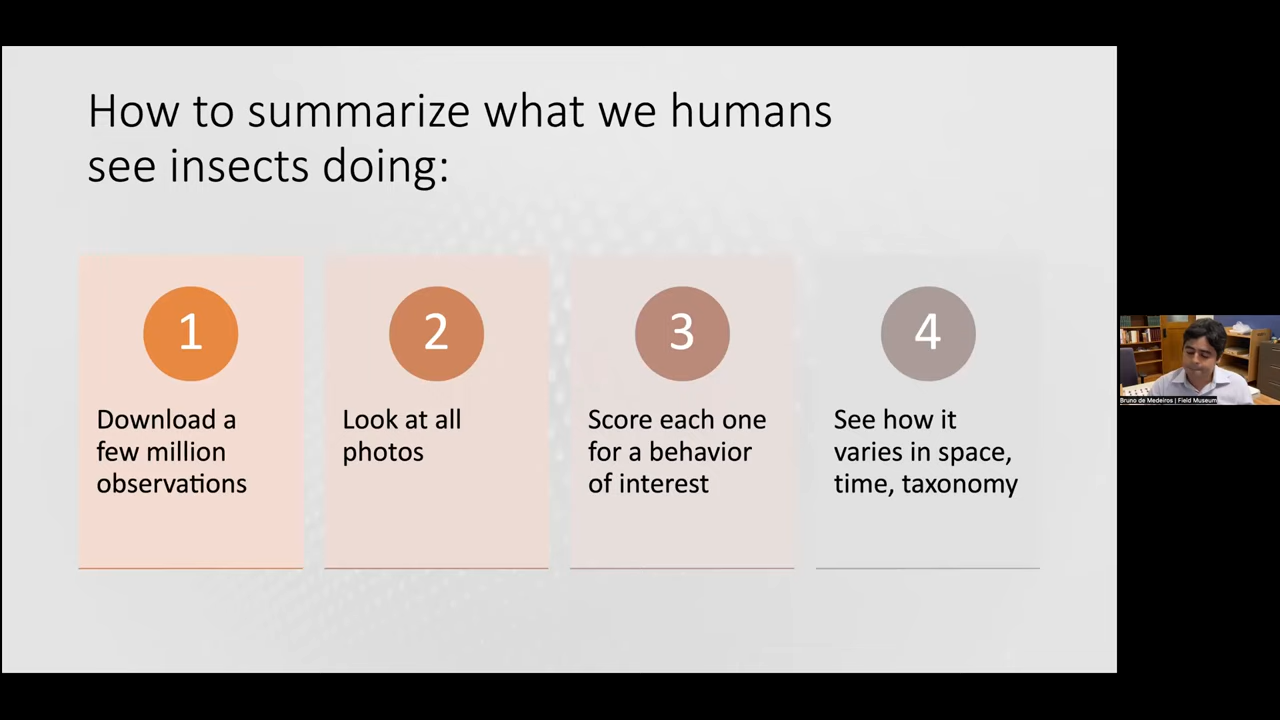 How to summarize what we humans
see insects doing:
1
Download a
few million
observations
2
Look at all
photos
3
Score each one
for a behavior
of interest
4
See how it
varies in space,
time, taxonomy
Bruno de Medeiros | Field Museum